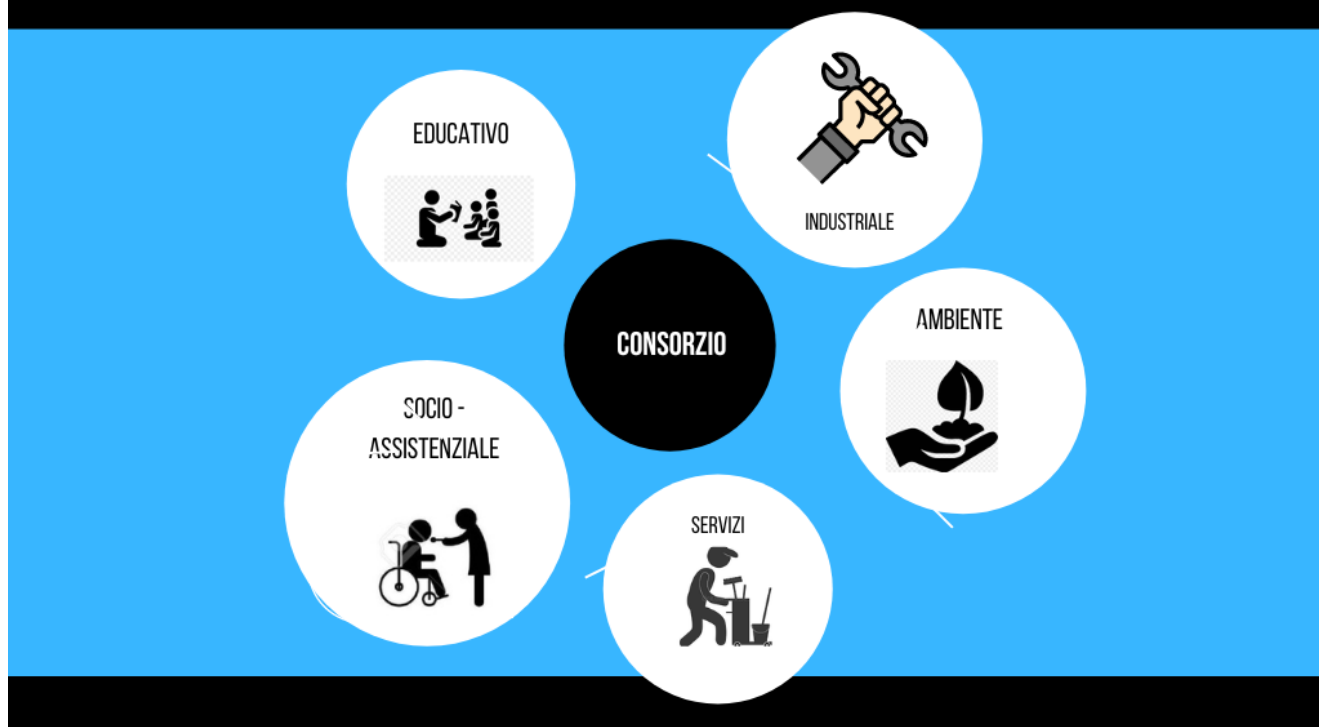 EDUCATIVO
INDUSTRIALE
AMBIENTE
CONSORZIO
SOCIO -
ASSISTENZIALE
SERVIZI